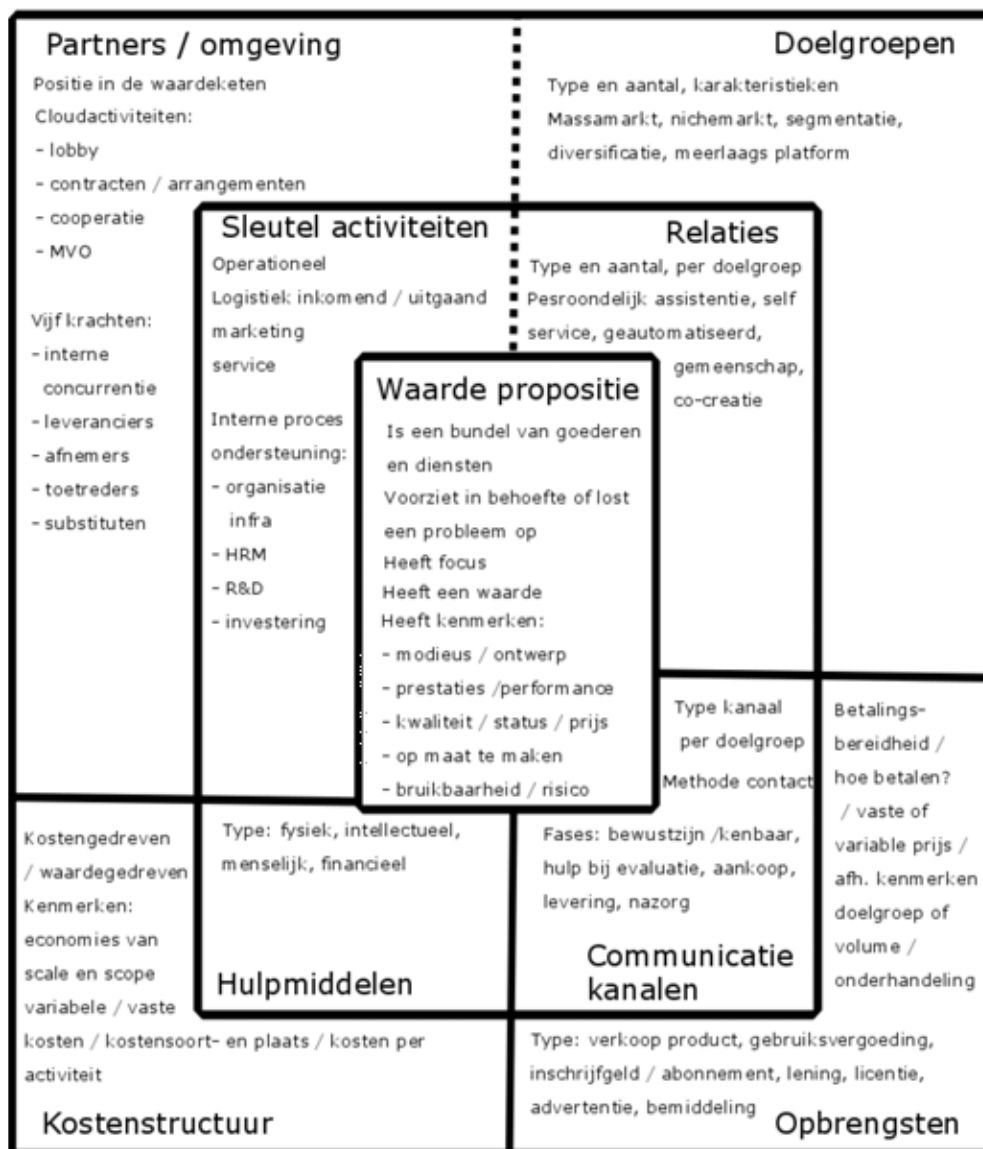 Partners / omgeving
Positie in de waardeketen
Cloudactiviteiten:
- lobby
- contracten / arrangementen
- cooperatie
- MVO
Vijf krachten:
- interne
concurrentie
- leveranciers
- afnemers
- toetreders
- substituten
Doelgroepen
Type en aantal, karakteristieken
Massamarkt, nichemarkt, segmentatie,
diversificatie, meerlaags platform
Sleutel activiteiten
Operationeel
Logistiek inkomend / uitgaand
marketing
service
Interne proces
ondersteuning:
- organisatie
infra
- HRM
- R&D
- investering
Relaties
Type en aantal, per doelgroep
Pesroondelijk assistentie, self
service, geautomatiseerd,
gemeenschap,
co-creatie
Waarde propositie
Is een bundel van goederen
en diensten
Voorziet in behoefte of lost
een probleem op
Heeft focus
Heeft een waarde
Heeft kenmerken:
- modieus / ontwerp
- prestaties /performance
- kwaliteit / status / prijs
- op maat te maken
- bruikbaarheid / risico
Kostengedreven
/ waardegedreven
Kenmerken:
economies van
scale en scope
variabele / vaste
kosten / kostensoort- en plaats / kosten per
activiteit
Kostenstructuur
Type: fysiek, intellectueel,
menselijk, financieel
Hulpmiddelen
Type kanaal
per doelgroep
Methode contact
Fases: bewustzijn /kenbaar,
hulp bij evaluatie, aankoop,
levering, nazorg
Communicatie
kanalen
Betalings-
bereidheid /
hoe betalen?
/ vaste of
variable prijs /
afh. kenmerken
doelgroep of
volume /
onderhandeling
Type: verkoop product, gebruiksvergoeding,
inschrijfgeld / abonnement, lening, licentie,
advertentie, bemiddeling
Opbrengsten